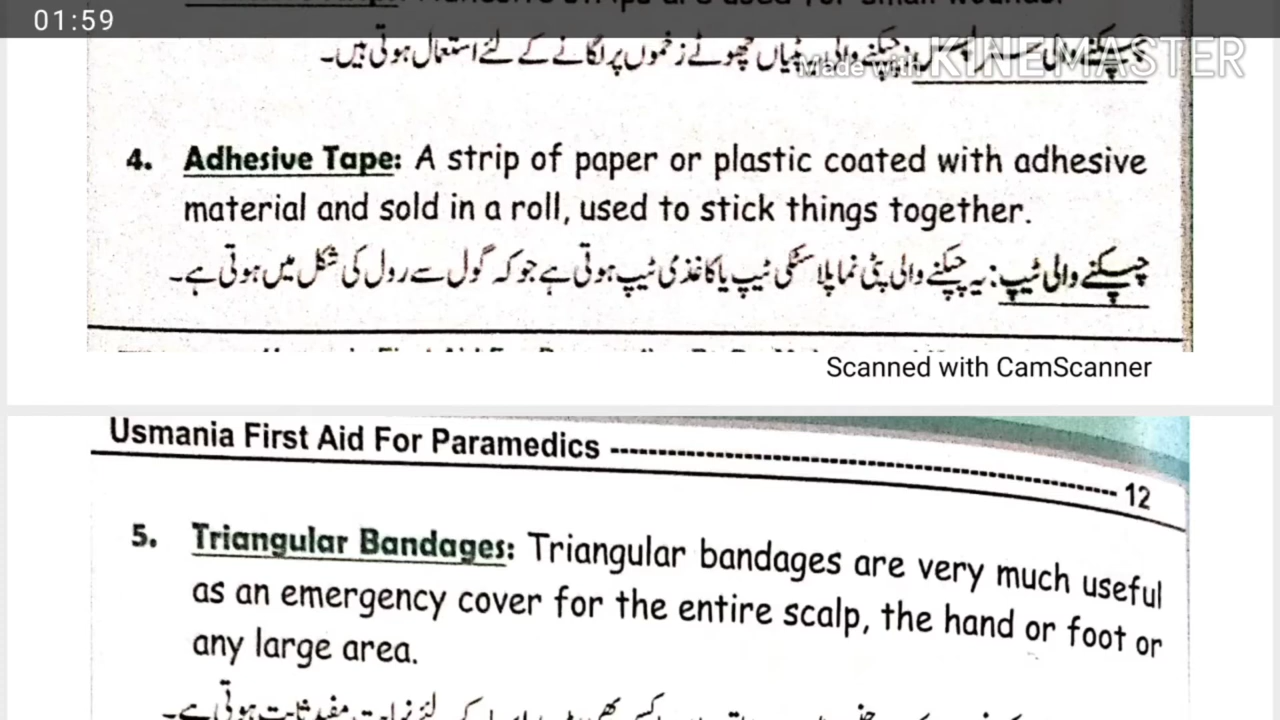 01:59
چھوٹے زخموں پر لگانے کے لئے استعمال ہوتی ہیں۔
Made with KINEMASTER
4. Adhesive Tape: A strip of paper or plastic coated with adhesive
material and sold in a roll, used to stick things together.
چپکنے والی ٹیپ: یہ چپکنے والی پٹی نما پلاسٹکی ٹیپ یا کاغذی ٹیپ ہوتی ہے جو کہ گول سے رول کی شکل میں ہوتی ہے۔
Scanned with CamScanner
Usmania First Aid For Paramedics ---------- 12
5. Triangular Bandages: Triangular bandages are very much useful
as an emergency cover for the entire scalp, the hand or foot or
any large area.